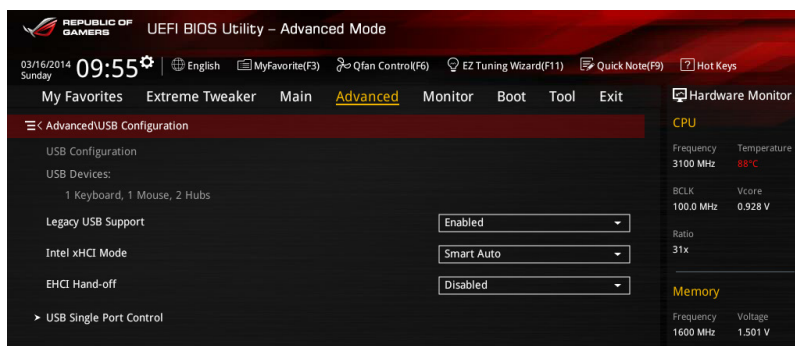 REPUBLIC OF
GAMERS
UEFI BIOS Utility – Advanced Mode
03/16/2014
Sunday
09:55
English
MyFavorite(F3)
Qfan Control(F6)
EZ Tuning Wizard(F11)
Quick Note(F9)
? Hot Keys
My Favorites Extreme Tweaker Main Advanced Monitor Boot Tool Exit
Hardware Monitor
< Advanced\USB Configuration
CPU
USB Configuration
USB Devices:
1 Keyboard, 1 Mouse, 2 Hubs
Legacy USB Support Enabled
Intel xHCI Mode Smart Auto
EHCI Hand-off Disabled
> USB Single Port Control
Frequency Temperature
3100 MHz 88°C
BCLK Vcore
100.0 MHz 0.928 V
Ratio
31x
Memory
Frequency Voltage
1600 MHz 1.501 V